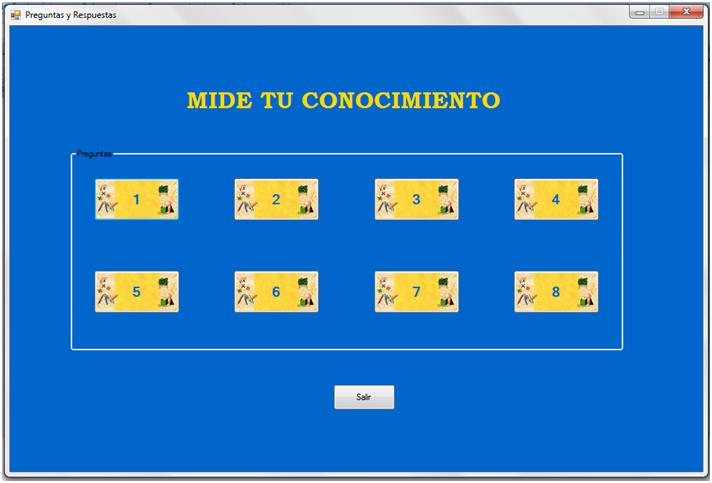 Preguntas y Respuestas
MIDE TU CONOCIMIENTO
Preguntas
1 2 3 4
5 6 7 8
Salir